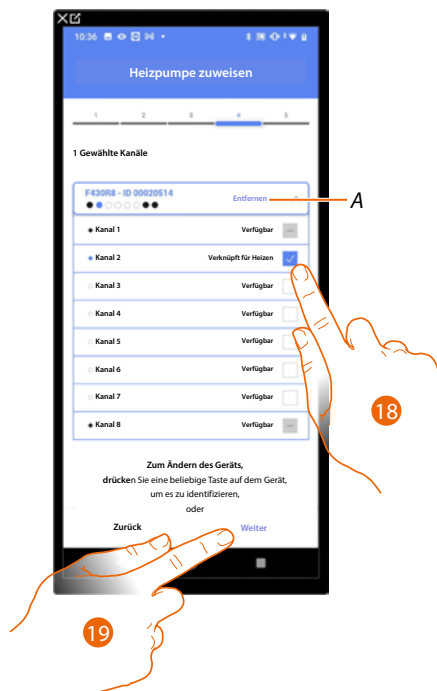 10:36
Heizpumpe zuweisen
1 2 3 4 5
1 Gewählte Kanäle
F430R8 - ID 00020514
Entfernen
A
Kanal 1 Verfügbar
Kanal 2 Verknüpft für Heizen
Kanal 3 Verfügbar
Kanal 4 Verfügbar
Kanal 5 Verfügbar
Kanal 6 Verfügbar
Kanal 7 Verfügbar
Kanal 8 Verfügbar
18
Zum Ändern des Geräts,
drücken Sie eine beliebige Taste auf dem Gerät,
um es zu identifizieren,
oder
Zurück Weiter
19